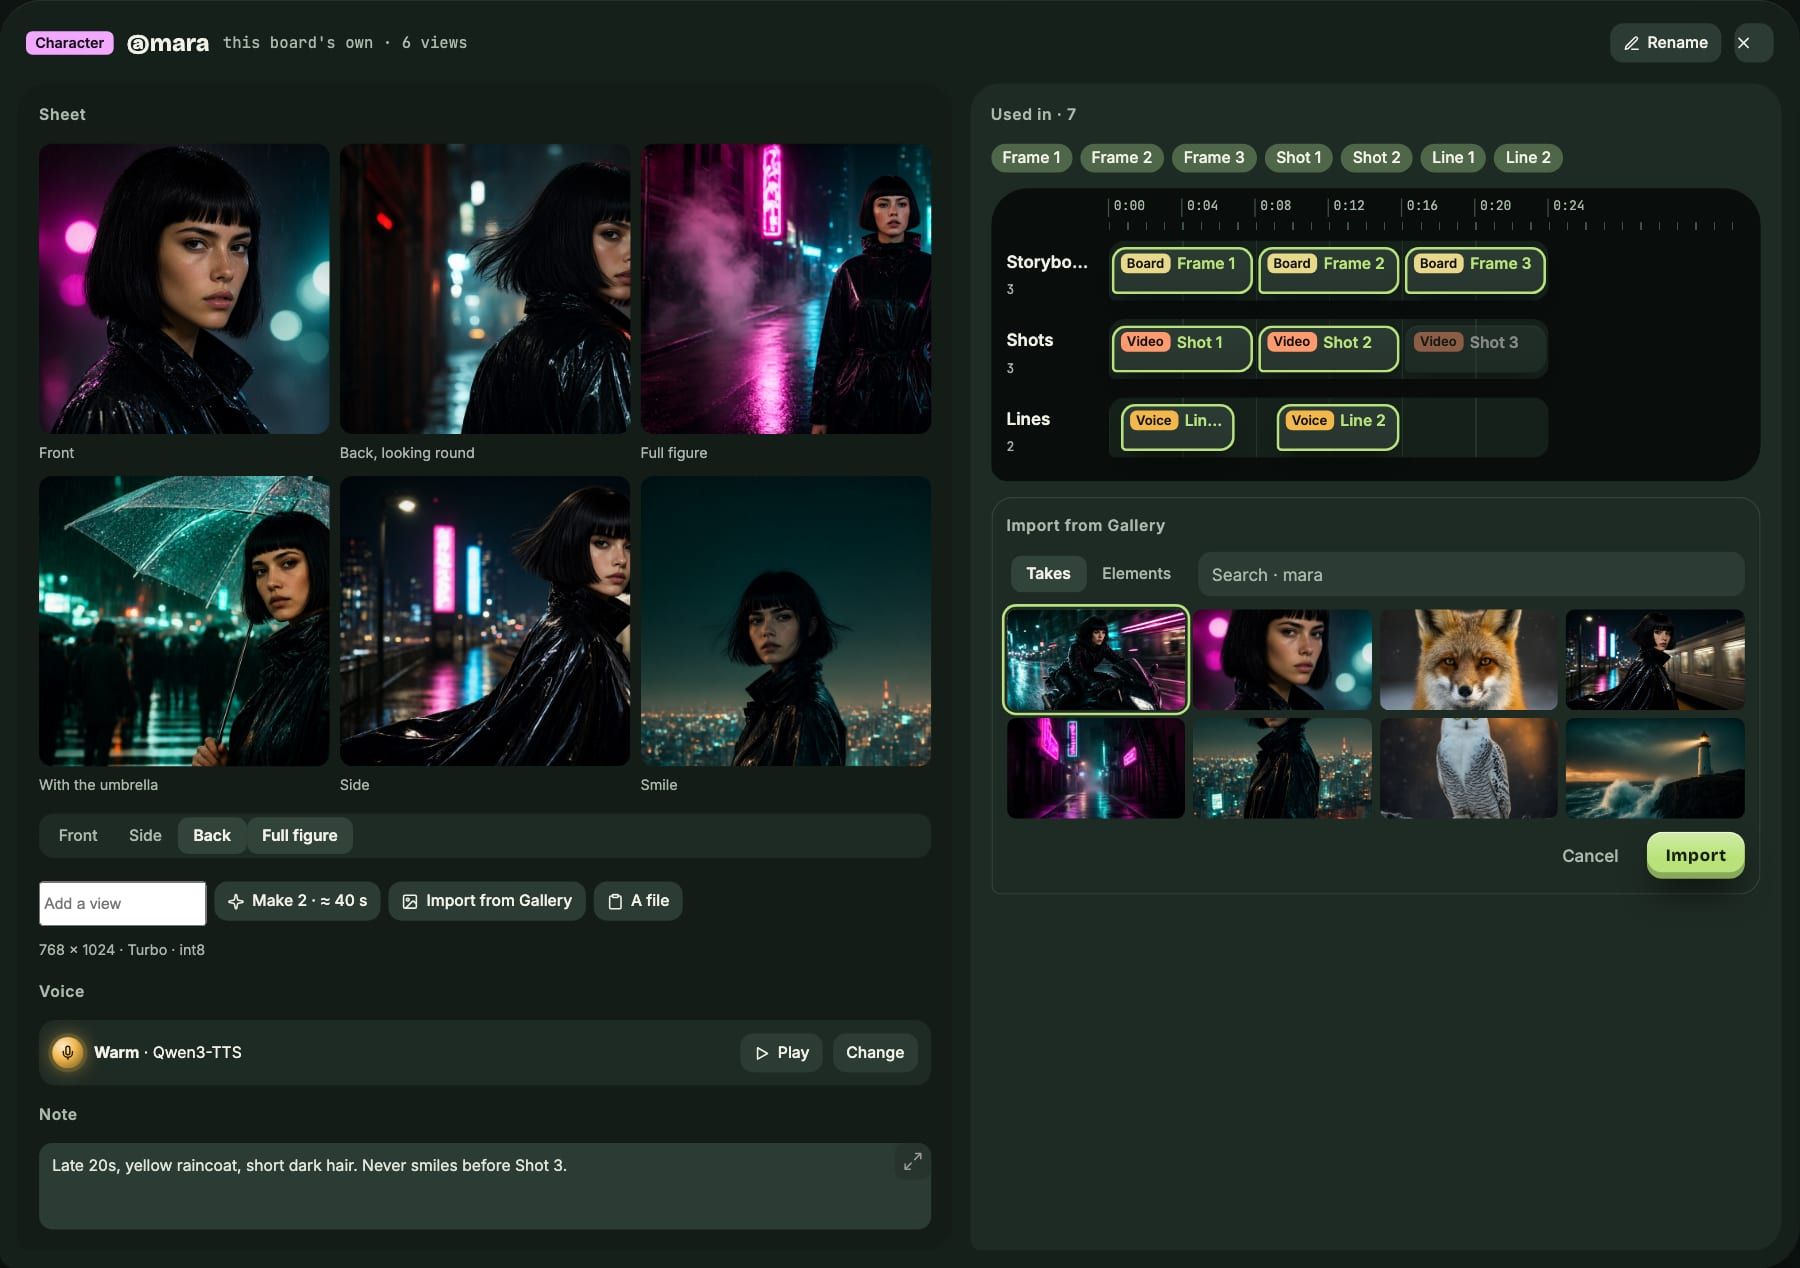 Character @mara this board's own · 6 views
Rename
Sheet
Front
Back, looking round
Full figure
With the umbrella
Side
Smile
Front Side Back Full figure
Add a view
Make 2 · ≈ 40 s
Import from Gallery
A file
768 × 1024 · Turbo · int8
Voice
Warm · Qwen3-TTS
Play
Change
Note
Late 20s, yellow raincoat, short dark hair. Never smiles before Shot 3.
Used in · 7
Frame 1 Frame 2 Frame 3 Shot 1 Shot 2 Line 1 Line 2
0:00 0:04 0:08 0:12 0:16 0:20 0:24
Storybo...
3
Board Frame 1
Board Frame 2
Board Frame 3
Shots
3
Video Shot 1
Video Shot 2
Video Shot 3
Lines
2
Voice Lin...
Voice Line 2
Import from Gallery
Takes Elements
Search · mara
Cancel
Import